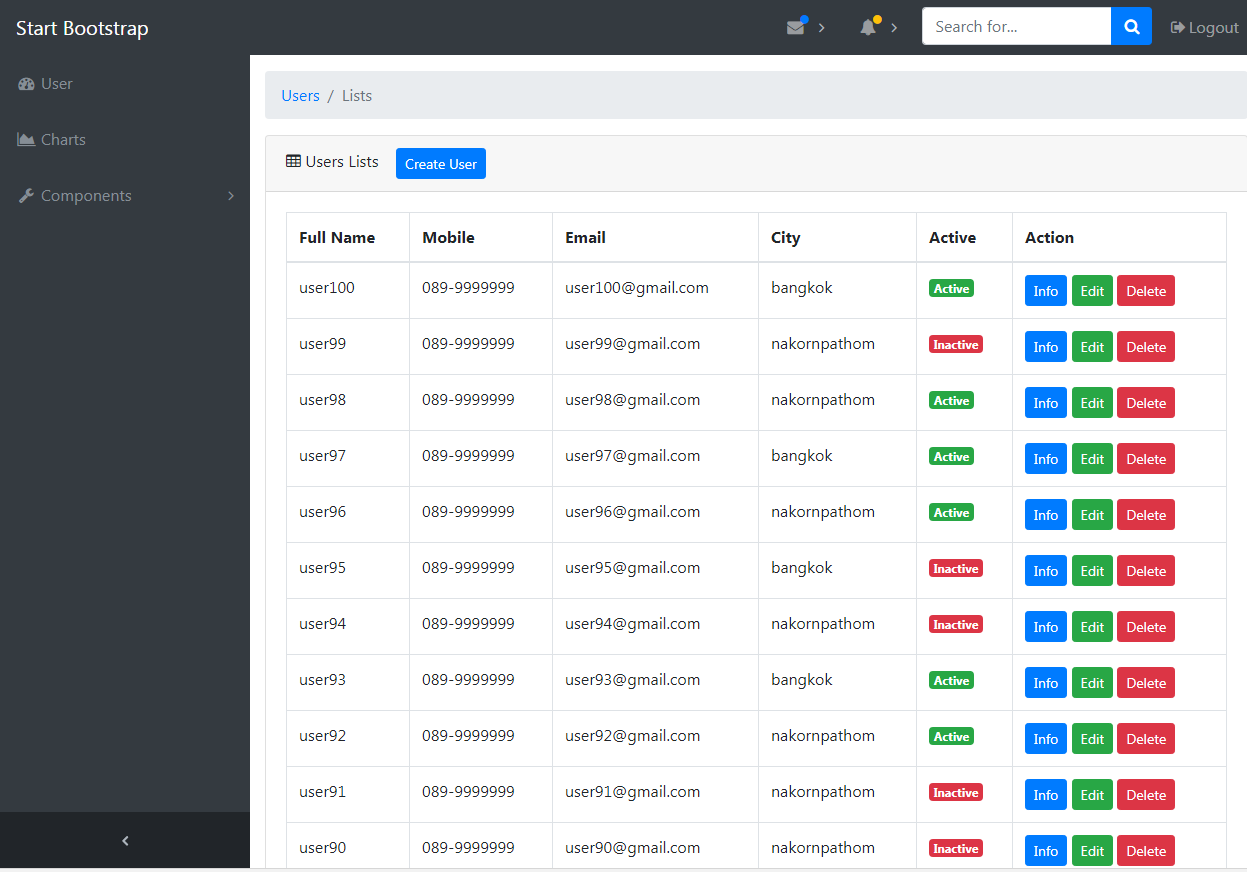 Start Bootstrap
Search for...
Logout
User
Charts
Components
Users / Lists
Users Lists Create User
Full Name Mobile Email City Active Action
user100 089-9999999 user100@gmail.com bangkok Active Info Edit Delete
user99 089-9999999 user99@gmail.com nakornpathom Inactive Info Edit Delete
user98 089-9999999 user98@gmail.com nakornpathom Active Info Edit Delete
user97 089-9999999 user97@gmail.com bangkok Active Info Edit Delete
user96 089-9999999 user96@gmail.com nakornpathom Active Info Edit Delete
user95 089-9999999 user95@gmail.com bangkok Inactive Info Edit Delete
user94 089-9999999 user94@gmail.com nakornpathom Inactive Info Edit Delete
user93 089-9999999 user93@gmail.com bangkok Active Info Edit Delete
user92 089-9999999 user92@gmail.com nakornpathom Active Info Edit Delete
user91 089-9999999 user91@gmail.com nakornpathom Inactive Info Edit Delete
user90 089-9999999 user90@gmail.com nakornpathom Inactive Info Edit Delete